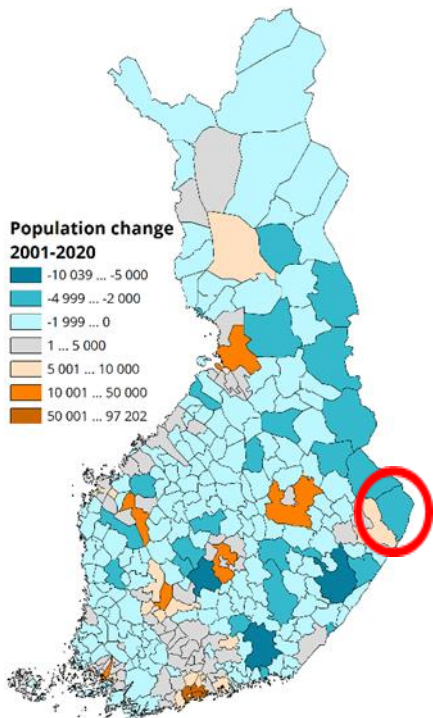 Population change
2001-2020
-10 039 ... -5 000
-4 999 ... -2 000
-1 999 ... 0
1 ... 5 000
5 001 ... 10 000
10 001 ... 50 000
50 001 ... 97 202